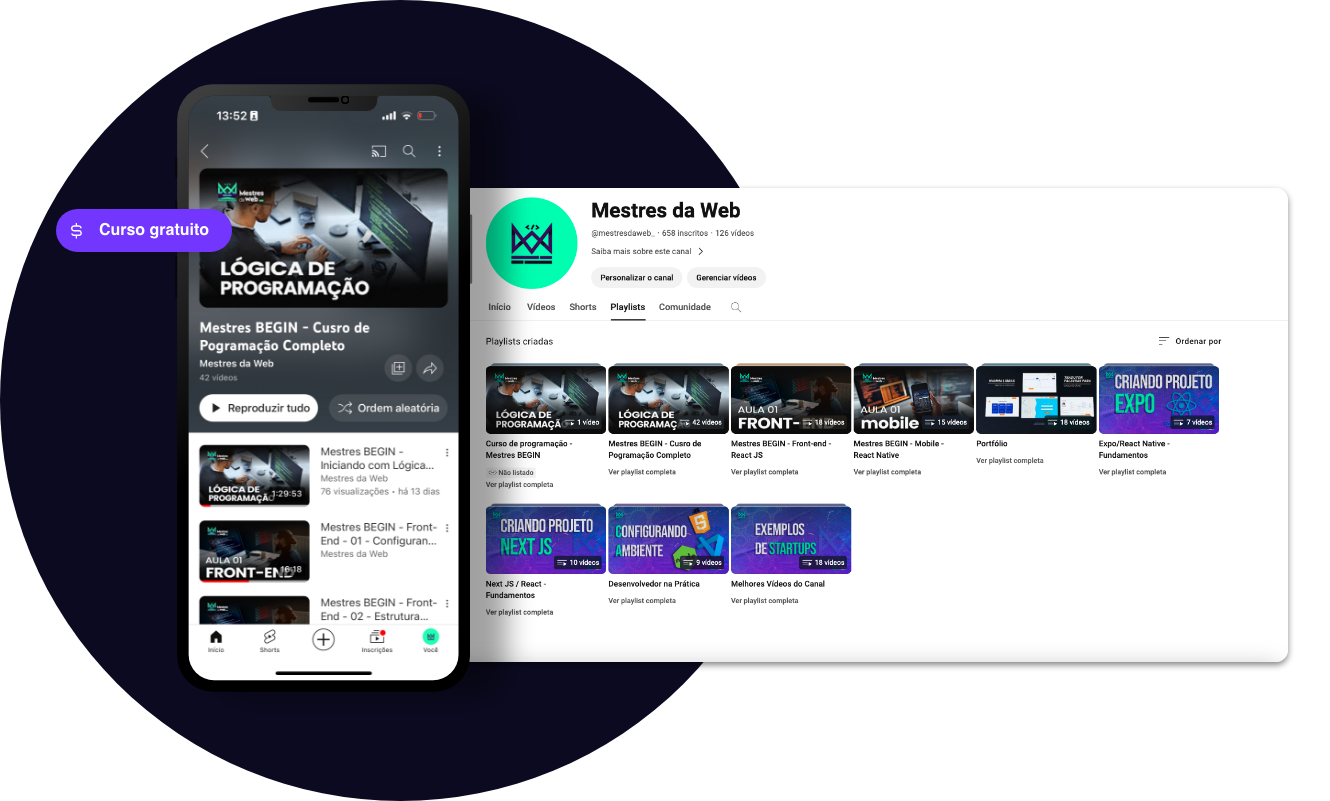 13:52
Mestres
da Web
Curso gratuito
LÓGICA DE
PROGRAMAÇÃO
Mestres BEGIN - Cusro de
Pogramação Completo
Mestres da Web
42 vídeos
Reproduzir tudo
Ordem aleatória
LÓGICA DE
PROGRAMAÇÃO
1:29:53
Mestres BEGIN -
Iniciando com Lógica...
Mestres da Web
76 visualizações • há 13 dias
AULA 01
FRONT-END
16:18
Mestres BEGIN - Front-
End - 01 - Configuran...
Mestres da Web
Mestres BEGIN - Front-
End - 02 - Estrutura...
Início
Shorts
Inscrições
Você
Mestres da Web
@mestresdaweb_ · 658 inscritos · 126 vídeos
Saiba mais sobre este canal
Personalizar o canal
Gerenciar vídeos
Início
Vídeos
Shorts
Playlists
Comunidade
Playlists criadas
Ordenar por
LÓGICA DE
PROGRAMAÇ
1 vídeo
Curso de programação -
Mestres BEGIN
Não listado
Ver playlist completa
LÓGICA DE
PROGRAMAÇ
42 vídeos
Mestres BEGIN - Cusro de
Pogramação Completo
Ver playlist completa
AULA 01
FRONT-END
18 vídeos
Mestres BEGIN - Front-end -
React JS
Ver playlist completa
AULA 01
mobile
15 vídeos
Mestres BEGIN - Mobile -
React Native
Ver playlist completa
18 vídeos
Portfólio
Ver playlist completa
CRIANDO PROJETO
EXPO
7 vídeos
Expo/React Native -
Fundamentos
Ver playlist completa
CRIANDO PROJETO
NEXT JS
10 vídeos
Next JS / React -
Fundamentos
Ver playlist completa
CONFIGURANDO
AMBIENTE
9 vídeos
Desenvolvedor na Prática
Ver playlist completa
EXEMPLOS
DE STARTUPS
18 vídeos
Melhores Vídeos do Canal
Ver playlist completa